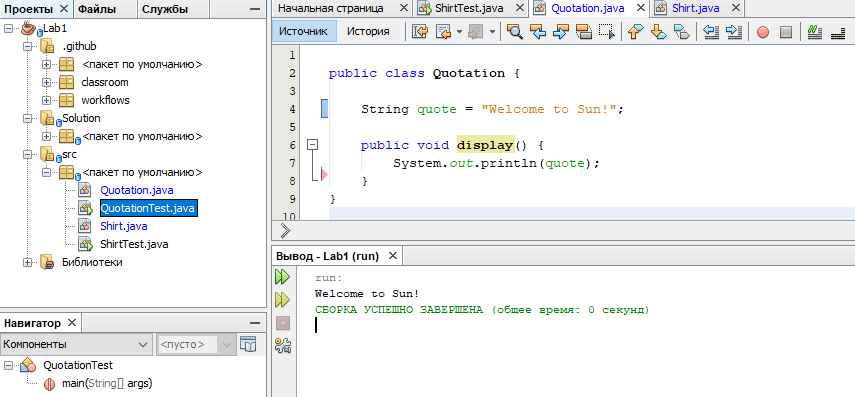 Проекты Файлы Службы
Lab1
.github
<пакет по умолчанию>
classroom
workflows
Solution
<пакет по умолчанию>
src
<пакет по умолчанию>
Quotation.java
QuotationTest.java
Shirt.java
ShirtTest.java
Библиотеки
Навигатор
Компоненты <пусто>
QuotationTest
main(String[] args)
Начальная страница ShirtTest.java Quotation.java Shirt.java
Источник История
1
2 public class Quotation {
3
4 String quote = "Welcome to Sun!";
5
6 public void display() {
7 System.out.println(quote);
8 }
9 }
10
Вывод - Lab1 (run)
run:
Welcome to Sun!
СБОРКА УСПЕШНО ЗАВЕРШЕНА (общее время: 0 секунд)